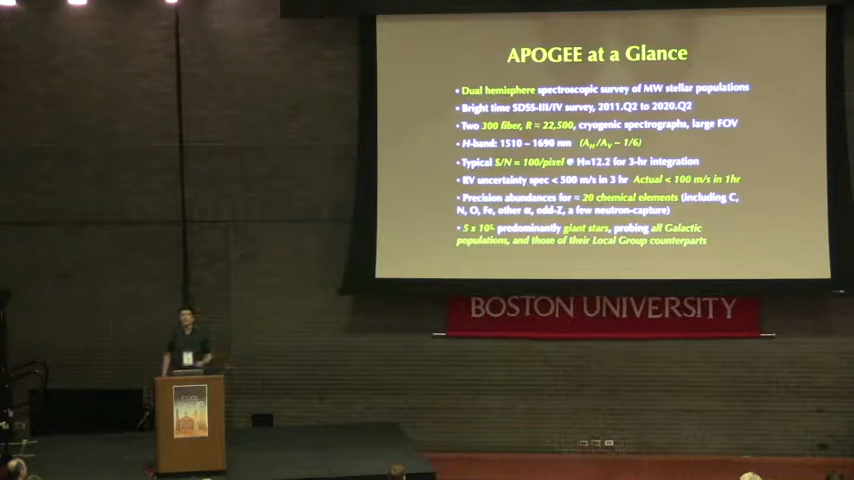 APOGEE at a Glance
• Dual hemisphere spectroscopic survey of MW stellar populations
• Bright time SDSS-III/IV survey, 2011.Q2 to 2020.Q2
• Two 300 fiber, R ≈ 22,500, cryogenic spectrographs, large FOV
• H-band: 1510 - 1690 nm (AH/AV ~ 1/6)
• Typical S/N = 100/pixel @ H=12.2 for 3-hr integration
• RV uncertainty spec < 500 m/s in 3 hr Actual < 100 m/s in 1hr
• Precision abundances for ≈ 20 chemical elements (including C,
N, O, Fe, other α, odd-Z, a few neutron-capture)
• 5 x 10⁵ predominantly giant stars, probing all Galactic
populations, and those of their Local Group counterparts
BOSTON UNIVERSITY
COOL